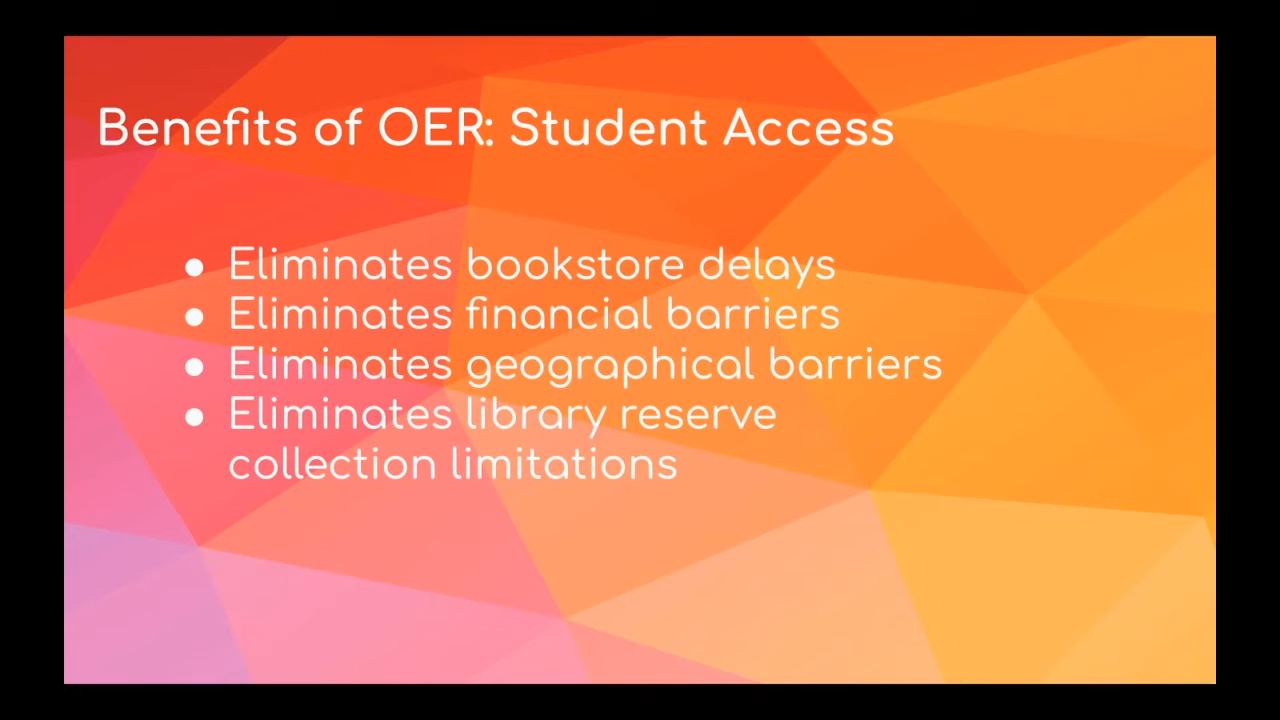 Benefits of OER: Student Access
● Eliminates bookstore delays
● Eliminates financial barriers
● Eliminates geographical barriers
● Eliminates library reserve
collection limitations